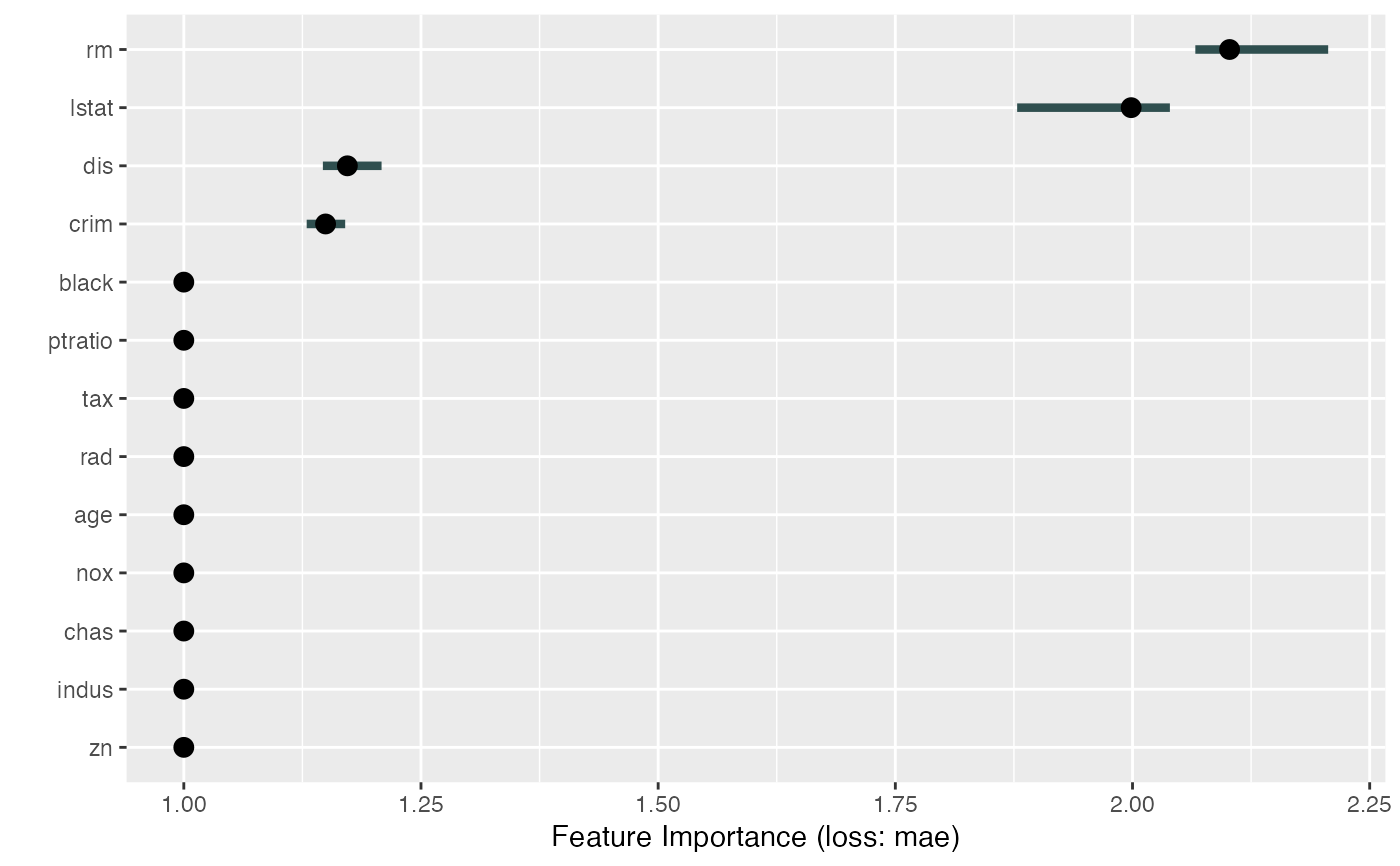 rm
lstat
dis
crim
black
ptratio
tax
rad
age
nox
chas
indus
zn
1.00 1.25 1.50 1.75 2.00 2.25
Feature Importance (loss: mae)